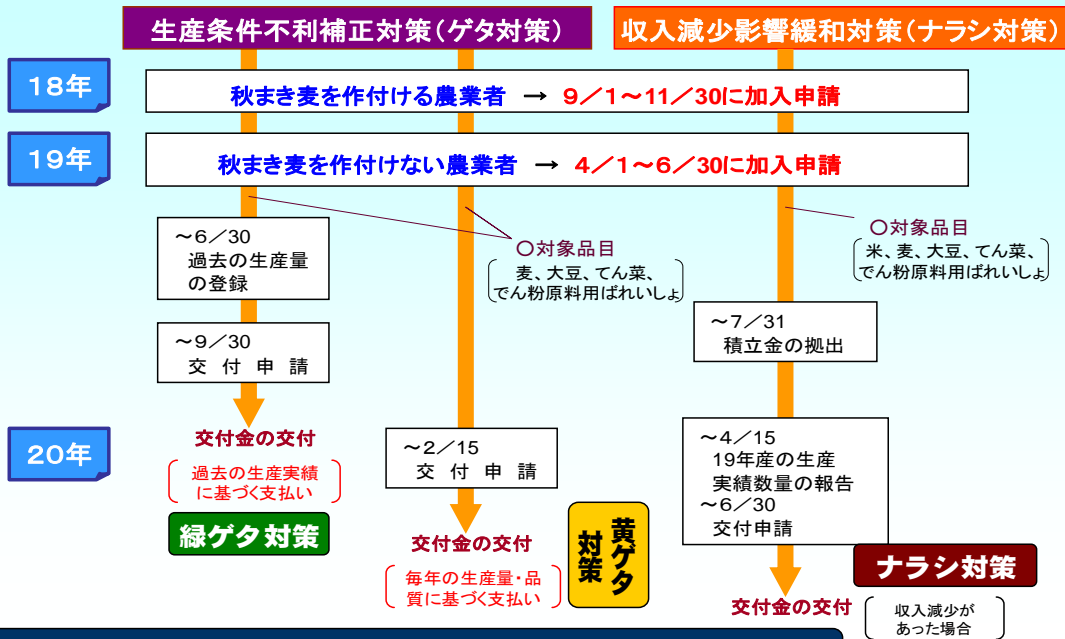 生産条件不利補正対策(ゲタ対策)
収入減少影響緩和対策(ナラシ対策)
18年
秋まき麦を作付ける農業者 → 9/1~11/30に加入申請
19年
秋まき麦を作付けない農業者 → 4/1~6/30に加入申請
~6/30
過去の生産量
の登録
~9/30
交付申請
○対象品目
麦、大豆、てん菜、
でん粉原料用ばれいしょ
○対象品目
米、麦、大豆、てん菜、
でん粉原料用ばれいしょ
~7/31
積立金の拠出
20年
交付金の交付
過去の生産実績
に基づく支払い
緑ゲタ対策
~2/15
交付申請
交付金の交付
毎年の生産量・品
質に基づく支払い
黄ゲタ
対策
~4/15
19年産の生産
実績数量の報告
~6/30
交付申請
ナラシ対策
交付金の交付
収入減少が
あった場合